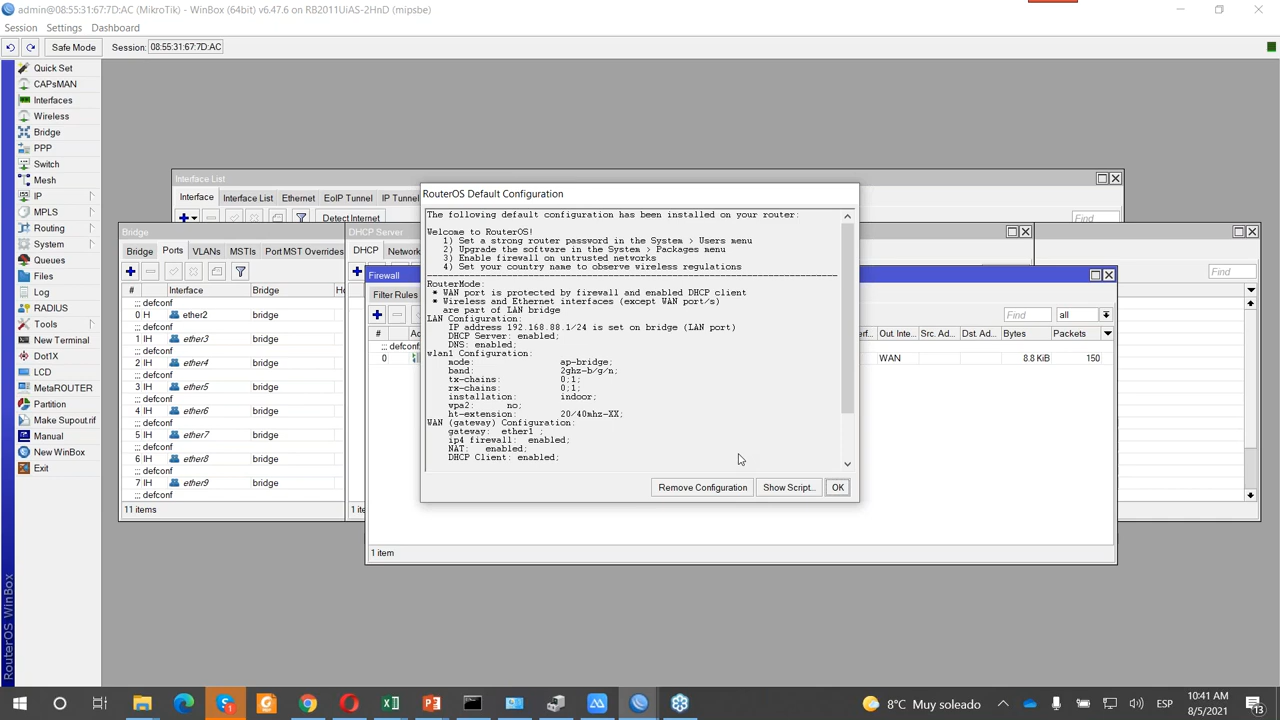 admin@08:55:31:67:7D:AC (MikroTik) - WinBox (64bit) v6.47.6 on RB2011UiAS-2HnD (mipsbe)
Session Settings Dashboard
Safe Mode Session: 08:55:31:67:7D:AC
Quick Set
CAPsMAN
Interfaces
Wireless
Bridge
PPP
Switch
Mesh
IP
MPLS
Routing
System
Queues
Files
Log
RADIUS
Tools
New Terminal
Dot1X
LCD
MetaROUTER
Partition
Make Supout.rif
Manual
New WinBox
Exit
RouterOS WinBox
Interface List
Interface Interface List Ethernet EoIP Tunnel IP Tunnel
Detect Internet
Find
Bridge
Bridge Ports VLANs MSTIs Port MST Overrides
# Interface Bridge
;;; defconf
0 H ether2 bridge
;;; defconf
1 IH ether3 bridge
;;; defconf
2 IH ether4 bridge
;;; defconf
3 IH ether5 bridge
;;; defconf
4 IH ether6 bridge
;;; defconf
5 IH ether7 bridge
;;; defconf
6 IH ether8 bridge
;;; defconf
7 IH ether9 bridge
;;; defconf
11 items
DHCP Server
DHCP
Find
Firewall
Filter Rules
Find all
# Out Inte... Src. Ad... Dst. Ad... Bytes Packets
;;; defconf
0 WAN 8.8 KiB 150
1 item
RouterOS Default Configuration
The following default configuration has been installed on your router:
Welcome to RouterOS!
1) Set a strong router password in the System > Users menu
2) Upgrade the software in the System > Packages menu
3) Enable firewall on untrusted networks
4) Set your country name to observe wireless regulations
RouterMode:
* WAN port is protected by firewall and enabled DHCP client
* Wireless and Ethernet interfaces (except WAN port/s)
are part of LAN bridge
LAN Configuration:
IP address 192.168.88.1/24 is set on bridge (LAN port)
DHCP Server: enabled;
DNS: enabled;
wlan1 Configuration:
mode: ap-bridge;
band: 2ghz-b/g/n;
tx-chains: 0;1;
rx-chains: 0;1;
installation: indoor;
wpa2: no;
ht-extension: 20/40mhz-XX;
WAN (gateway) Configuration:
gateway: ether1 ;
ip4 firewall: enabled;
NAT: enabled;
DHCP Client: enabled;
Remove Configuration Show Script... OK
8°C Muy soleado ESP 10:41 AM
8/5/2021 13